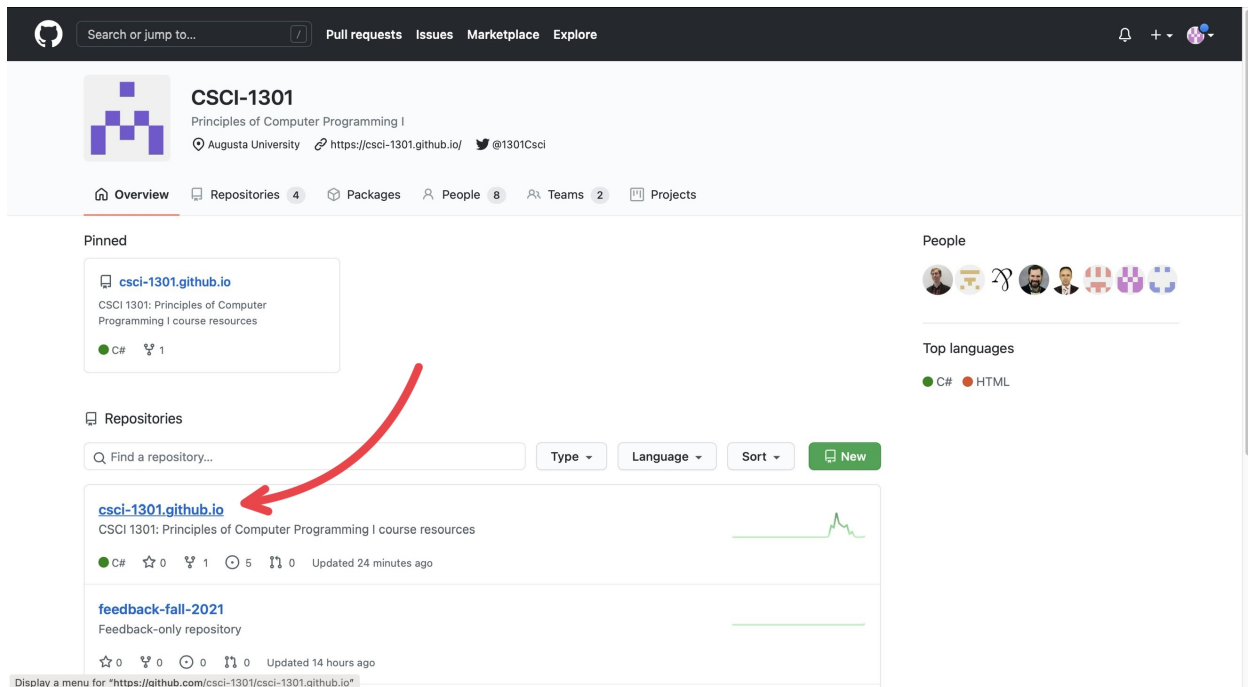 Search or jump to... / Pull requests Issues Marketplace Explore
CSCI-1301
Principles of Computer Programming I
Augusta University https://csci-1301.github.io/ @1301Csci
Overview Repositories 4 Packages People 8 Teams 2 Projects
Pinned
csci-1301.github.io
CSCI 1301: Principles of Computer
Programming I course resources
C# 1
People
Top languages
C# HTML
Repositories
Find a repository... Type Language Sort New
csci-1301.github.io
CSCI 1301: Principles of Computer Programming I course resources
C# 0 1 5 0 Updated 24 minutes ago
feedback-fall-2021
Feedback-only repository
0 0 0 0 Updated 14 hours ago
Display a menu for "https://github.com/csci-1301/csci-1301.github.io"